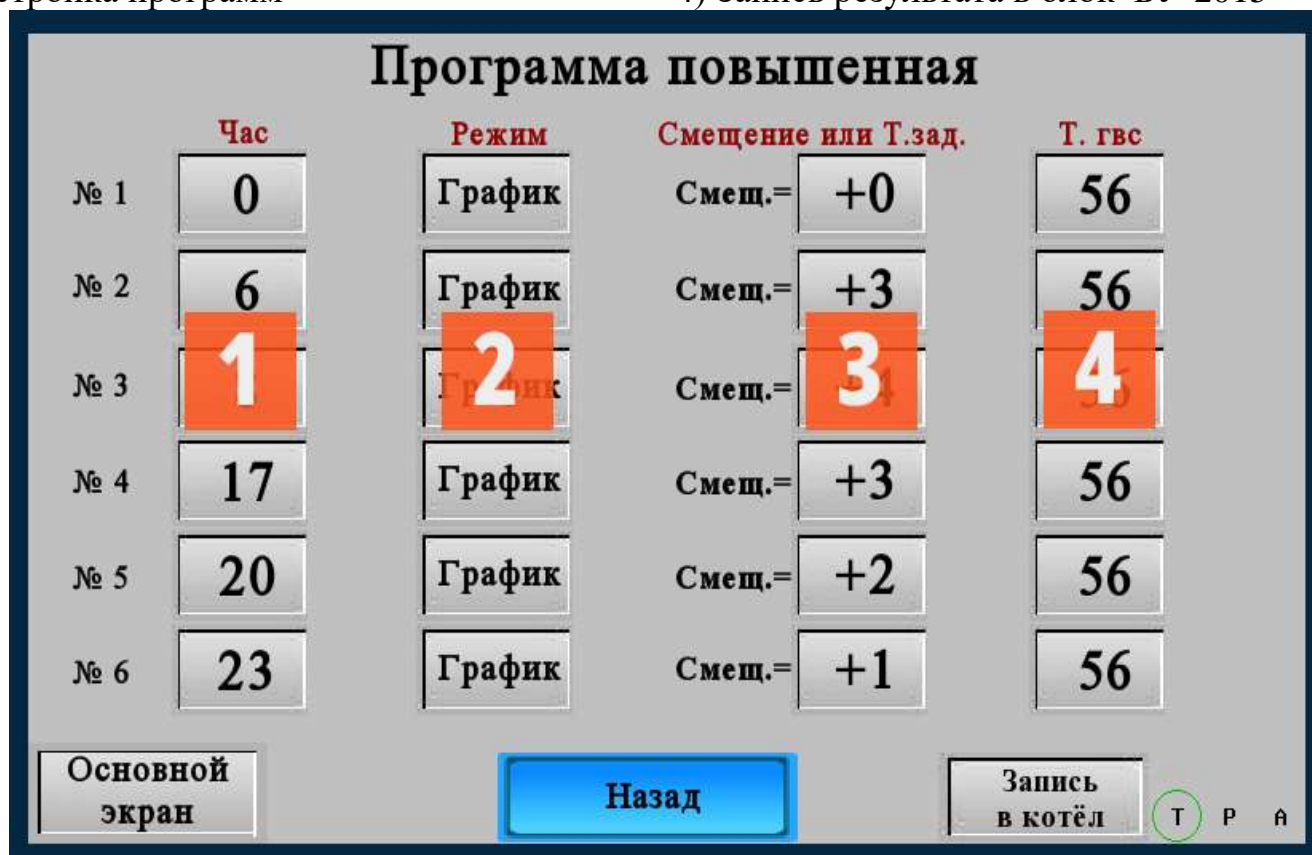 программ
Программа повышенная
Час Режим Смещение или Т.зад. Т. гвс
№ 1 0 График Смещ.= +0 56
№ 2 6 График Смещ.= +3 56
№ 3 1 2 Смещ.= 3 4
№ 4 17 График Смещ.= +3 56
№ 5 20 График Смещ.= +2 56
№ 6 23 График Смещ.= +1 56
Основной экран Назад Запись в котёл Т Р А